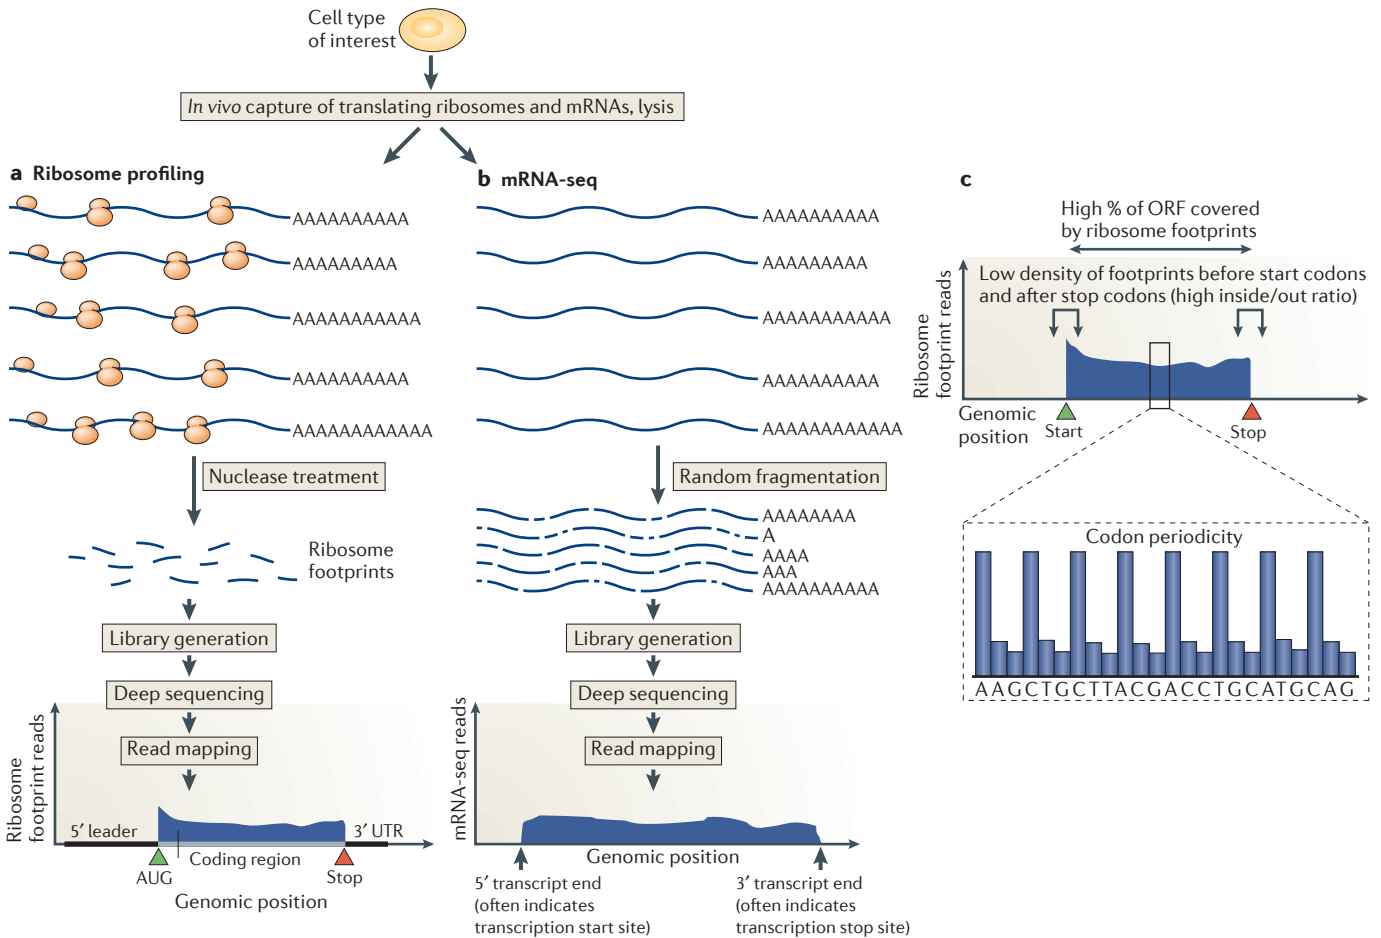 Cell type
of interest
In vivo capture of translating ribosomes and mRNAs, lysis
a Ribosome profiling
AAAAAAAAAA
AAAAAAAAA
AAAAAAAAAAA
AAAAAAAAAA
AAAAAAAAAAAA
Nuclease treatment
Ribosome
footprints
Library generation
Deep sequencing
Read mapping
Ribosome
footprint reads
5′ leader
3′ UTR
Coding region
AUG
Stop
Genomic position
b mRNA-seq
AAAAAAAAAA
AAAAAAAAA
AAAAAAAAAAA
AAAAAAAAAA
AAAAAAAAAAAA
Random fragmentation
AAAAAAAA
A
AAAA
AAA
AAAAAAAAAA
Library generation
Deep sequencing
Read mapping
mRNA-seq reads
Genomic position
5′ transcript end
(often indicates
transcription start site)
3′ transcript end
(often indicates
transcription stop site)
c
High % of ORF covered
by ribosome footprints
Low density of footprints before start codons
and after stop codons (high inside/out ratio)
Ribosome
footprint reads
Genomic
position
Start
Stop
Codon periodicity
AAGCTGCTTACGACCTGCATGCAG